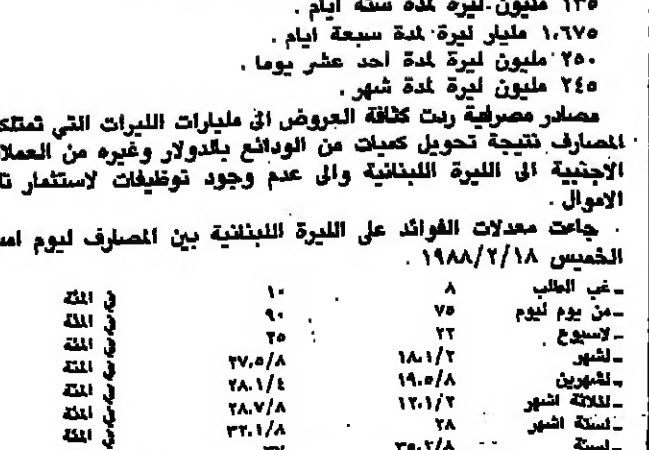 ١٣٥ مليون ليرة لمدة ستة ايام .
١،٦٧٥ مليار ليرة لمدة سبعة ايام .
٢٥٠ مليون ليرة لمدة احد عشر يوما .
٢٤٥ مليون ليرة لمدة شهر .
مصادر مصرفية ردت كثافة العروض الى مليارات الليرات التي تمتلك
المصارف نتيجة تحويل كميات من الودائع بالدولار وغيره من العملا
الاجنبية الى الليرة اللبنانية والى عدم وجود توظيفات لاستثمار تا
الاموال .
جاءت معدلات الفوائد على الليرة اللبنانية بين المصارف ليوم امس
الخميس ١٩٨٨/٢/١٨ .
ـ غب الطلب ٨ ١٠ في المئة
ـ من يوم ليوم ٧٥ ٩٠ في المئة
ـ لاسبوع ٢٢ ٢٥ في المئة
ـ لشهر ١٨،١/٢ ٢٧،٥/٨ في المئة
ـ لشهرين ١٩،٥/٨ ٢٨،١/٤ في المئة
ـ لثلاثة اشهر ١٢،١/٢ ٢٨،٧/٨ في المئة
ـ لستة اشهر ٢٨ ٣٢،١/٨ في المئة
ـ لسنة ٣٥،٢/٨